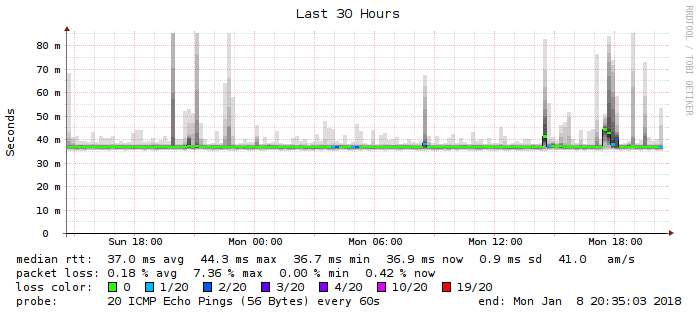 Last 30 Hours
RRDTOOL / TOBI OETIKER
Seconds
80 m
70 m
60 m
50 m
40 m
30 m
20 m
10 m
0
Sun 18:00 Mon 00:00 Mon 06:00 Mon 12:00 Mon 18:00
median rtt: 37.0 ms avg 44.3 ms max 36.7 ms min 36.9 ms now 0.9 ms sd 41.0 am/s
packet loss: 0.18 % avg 7.36 % max 0.00 % min 0.42 % now
loss color: 0 1/20 2/20 3/20 4/20 10/20 19/20
probe: 20 ICMP Echo Pings (56 Bytes) every 60s end: Mon Jan 8 20:35:03 2018